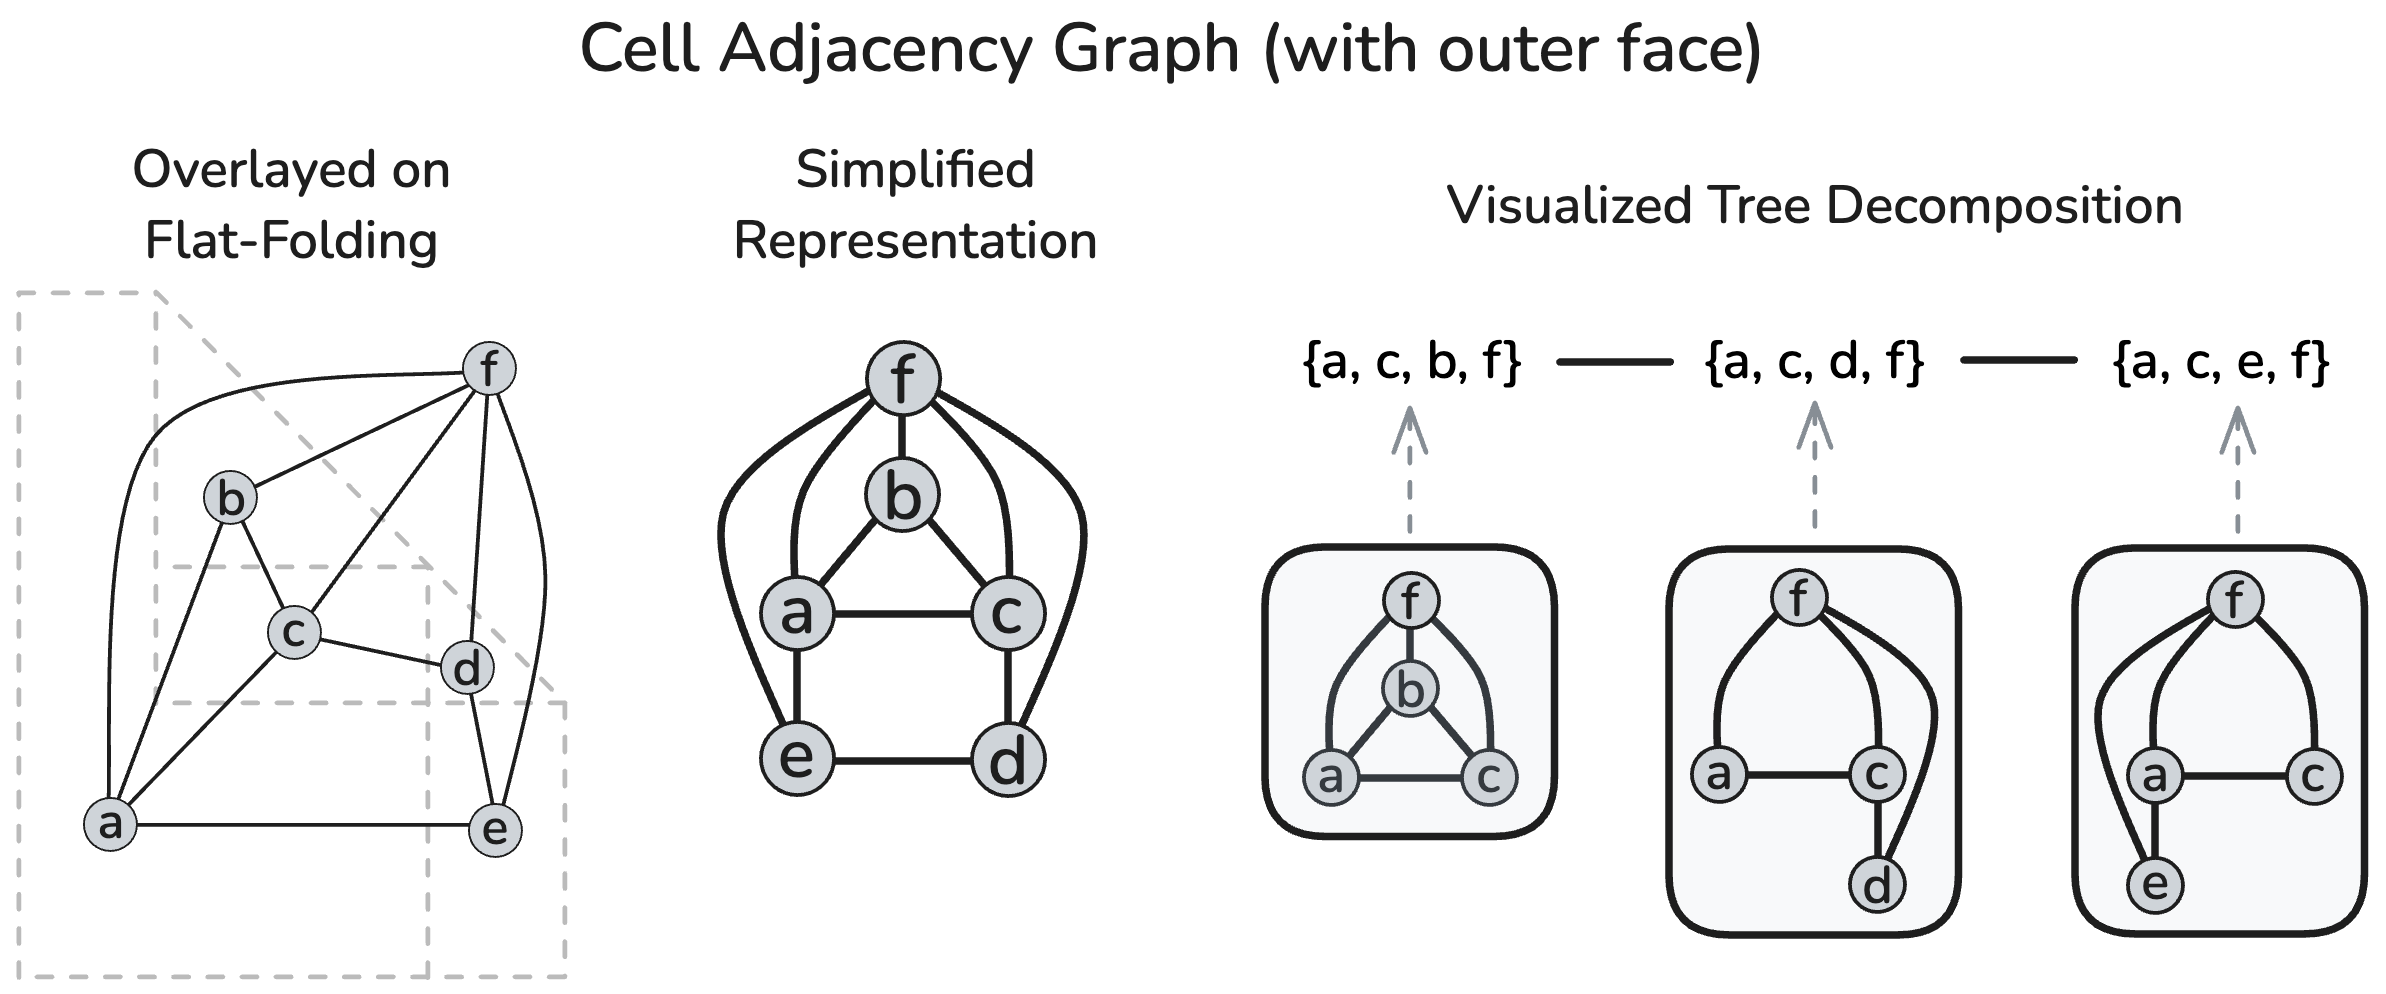 Cell Adjacency Graph (with outer face)
Overlayed on
Flat-Folding
f
b
c
d
a
e
Simplified
Representation
f
b
a
c
e
d
Visualized Tree Decomposition
{a, c, b, f}
{a, c, d, f}
{a, c, e, f}
f
b
a
c
f
a
c
d
f
a
c
e